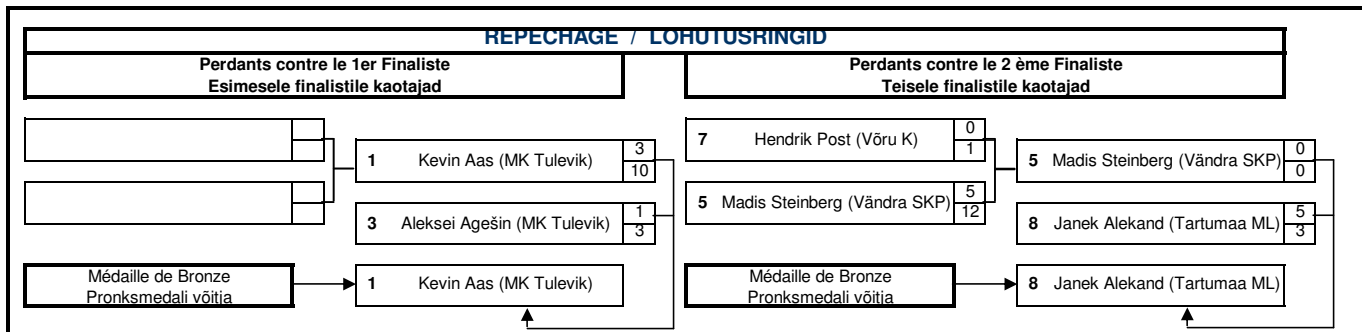 REPECHAGE / LOHUTUSRINGID
Perdants contre le 1er Finaliste
Esimesele finalistile kaotajad
Perdants contre le 2 ème Finaliste
Teisele finalistile kaotajad
1 Kevin Aas (MK Tulevik) 3
10
3 Aleksei Agešin (MK Tulevik) 1
3
Médaille de Bronze
Pronksmedali võitja
1 Kevin Aas (MK Tulevik)
7 Hendrik Post (Võru K) 0
1
5 Madis Steinberg (Vändra SKP) 5
12
5 Madis Steinberg (Vändra SKP) 0
0
8 Janek Alekand (Tartumaa ML) 5
3
Médaille de Bronze
Pronksmedali võitja
8 Janek Alekand (Tartumaa ML)